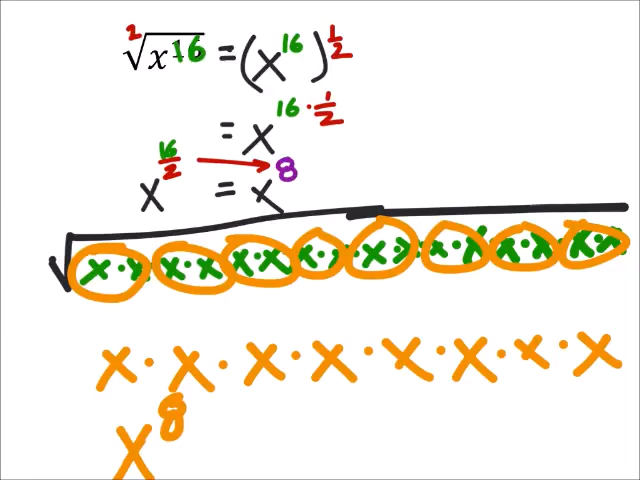 ²√x¹⁶ = (x¹⁶)^(1/2)
= x^(16 · 1/2)
x^(16/2) → = x⁸
√x · x · x · x · x · x · x · x · x · x · x · x · x · x · x · x
x · x · x · x · x · x · x · x
x⁸